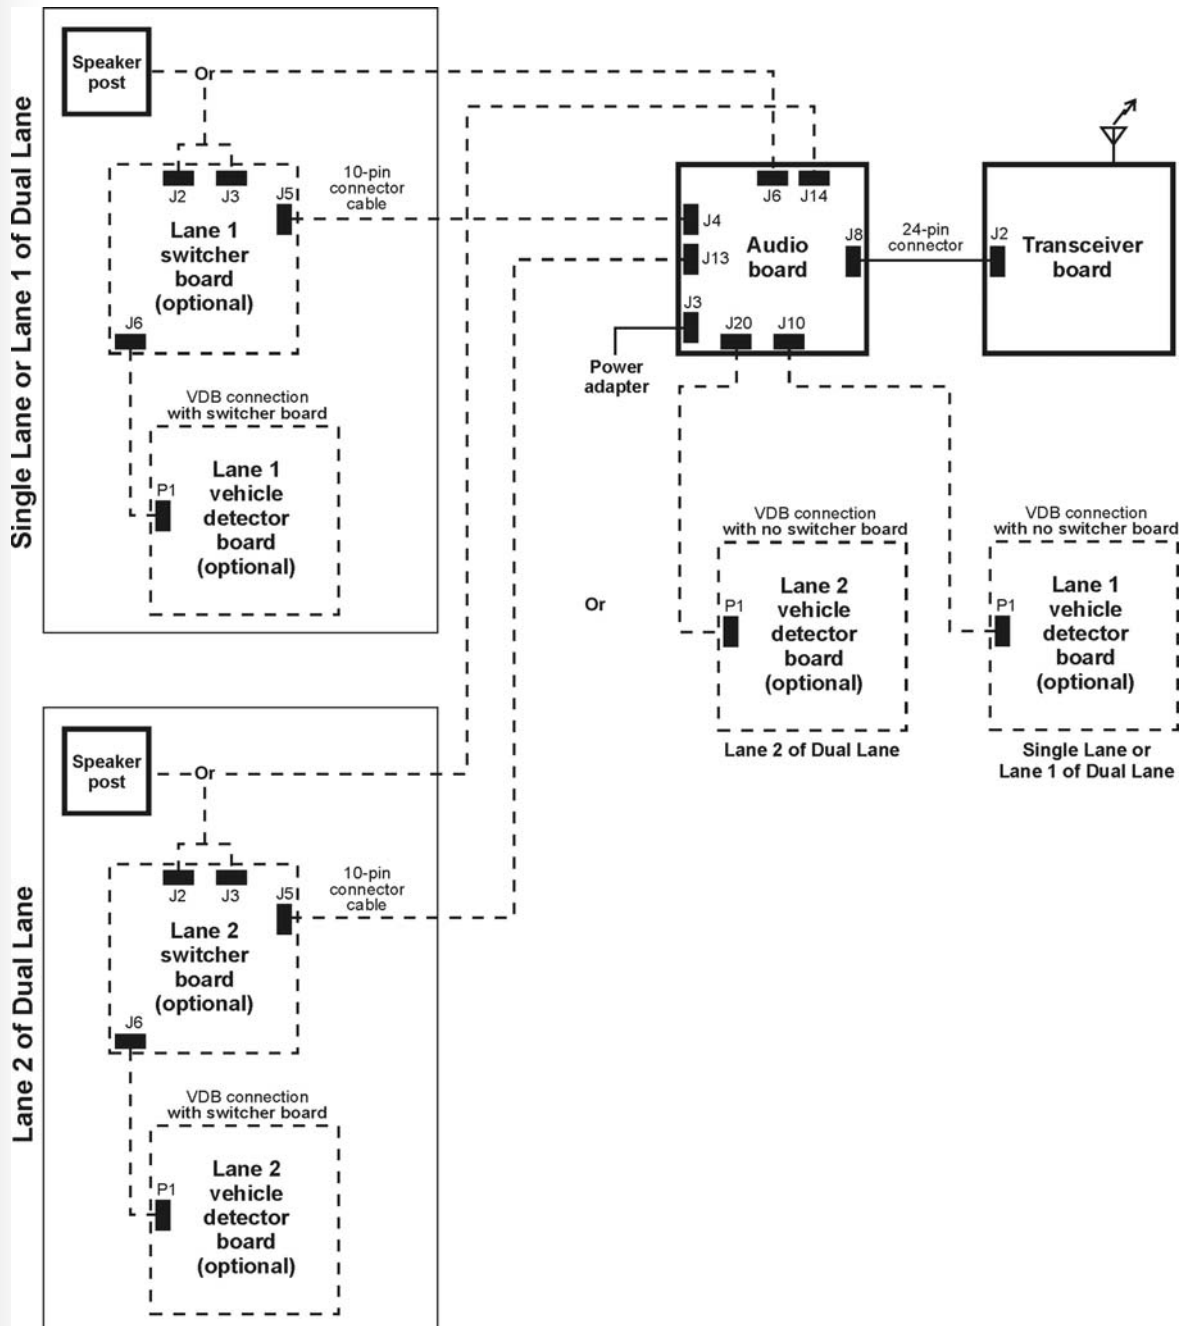 Single Lane or Lane 1 of Dual Lane
Speaker
post
Or
J2
J3
J5
10-pin
connector
cable
Lane 1
switcher
board
(optional)
J6
VDB connection
with switcher board
P1
Lane 1
vehicle
detector
board
(optional)
J6
J14
J4
J13
J3
J20
J10
J8
Audio
board
24-pin
connector
J2
Transceiver
board
Power
adapter
Or
VDB connection
with no switcher board
P1
Lane 2
vehicle
detector
board
(optional)
Lane 2 of Dual Lane
VDB connection
with no switcher board
P1
Lane 1
vehicle
detector
board
(optional)
Single Lane or
Lane 1 of Dual Lane
Lane 2 of Dual Lane
Speaker
post
Or
J2
J3
J5
10-pin
connector
cable
Lane 2
switcher
board
(optional)
J6
VDB connection
with switcher board
P1
Lane 2
vehicle
detector
board
(optional)